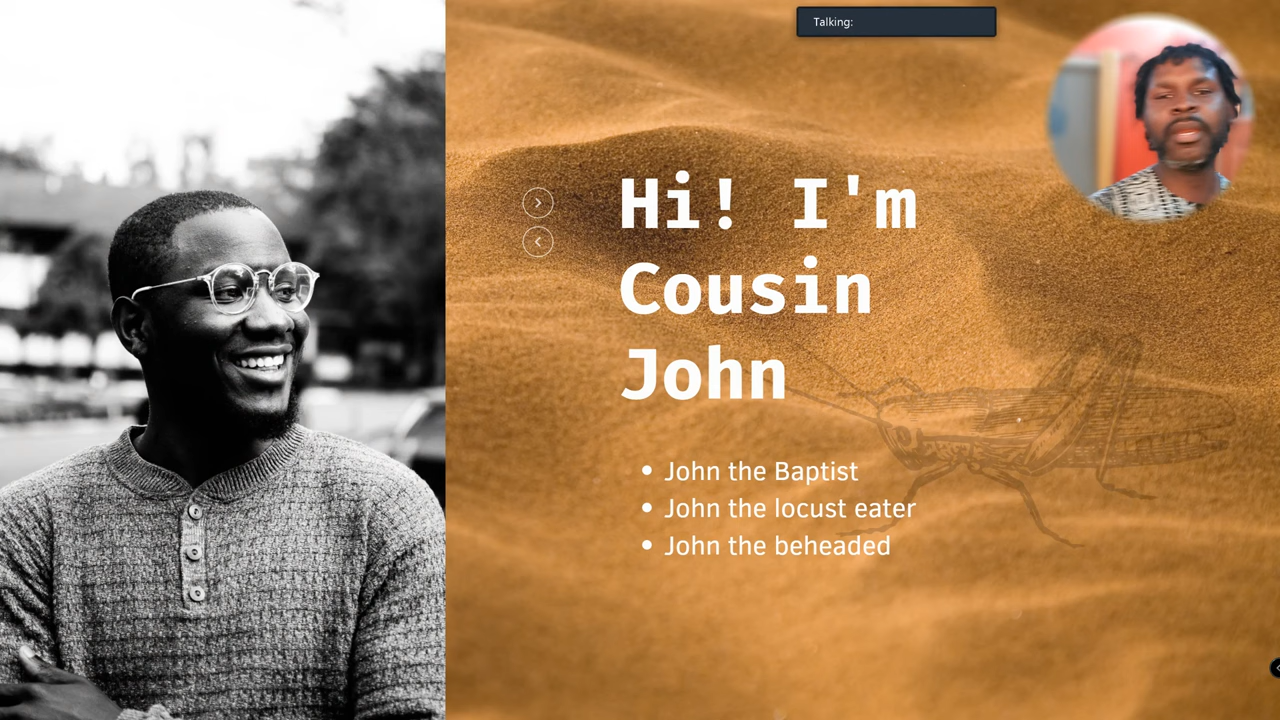 Talking:
Hi! I'm
Cousin
John
John the Baptist
John the locust eater
John the beheaded